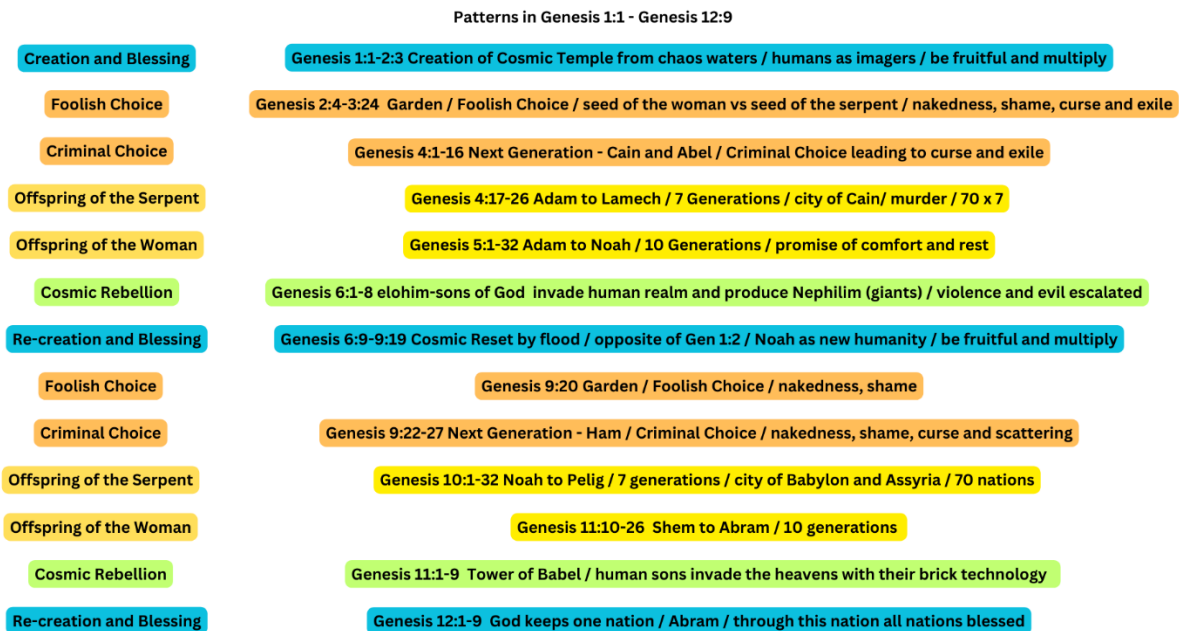 Patterns in Genesis 1:1 - Genesis 12:9
Creation and Blessing
Genesis 1:1-2:3 Creation of Cosmic Temple from chaos waters / humans as imagers / be fruitful and multiply
Foolish Choice
Genesis 2:4-3:24 Garden / Foolish Choice / seed of the woman vs seed of the serpent / nakedness, shame, curse and exile
Criminal Choice
Genesis 4:1-16 Next Generation - Cain and Abel / Criminal Choice leading to curse and exile
Offspring of the Serpent
Genesis 4:17-26 Adam to Lamech / 7 Generations / city of Cain/ murder / 70 x 7
Offspring of the Woman
Genesis 5:1-32 Adam to Noah / 10 Generations / promise of comfort and rest
Cosmic Rebellion
Genesis 6:1-8 elohim-sons of God invade human realm and produce Nephilim (giants) / violence and evil escalated
Re-creation and Blessing
Genesis 6:9-9:19 Cosmic Reset by flood / opposite of Gen 1:2 / Noah as new humanity / be fruitful and multiply
Foolish Choice
Genesis 9:20 Garden / Foolish Choice / nakedness, shame
Criminal Choice
Genesis 9:22-27 Next Generation - Ham / Criminal Choice / nakedness, shame, curse and scattering
Offspring of the Serpent
Genesis 10:1-32 Noah to Pelig / 7 generations / city of Babylon and Assyria / 70 nations
Offspring of the Woman
Genesis 11:10-26 Shem to Abram / 10 generations
Cosmic Rebellion
Genesis 11:1-9 Tower of Babel / human sons invade the heavens with their brick technology
Re-creation and Blessing
Genesis 12:1-9 God keeps one nation / Abram / through this nation all nations blessed